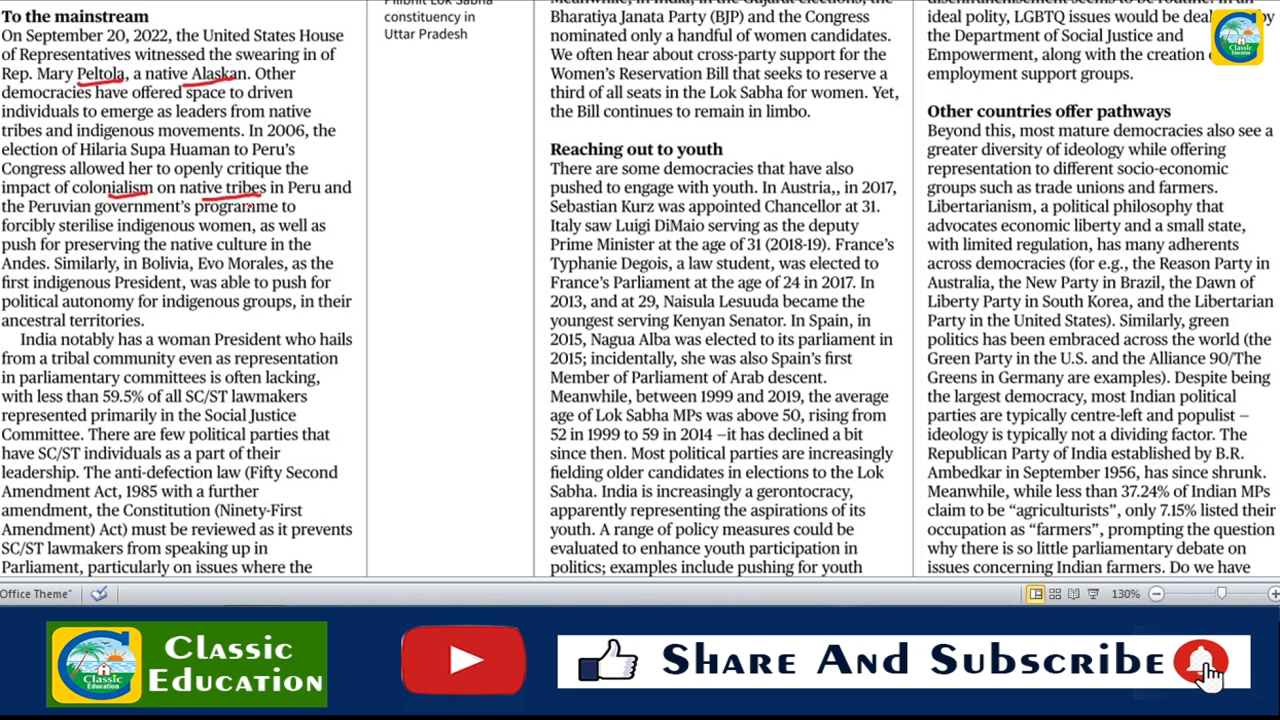 To the mainstream
On September 20, 2022, the United States House
of Representatives witnessed the swearing in of
Rep. Mary Peltola, a native Alaskan. Other
democracies have offered space to driven
individuals to emerge as leaders from native
tribes and indigenous movements. In 2006, the
election of Hilaria Supa Huaman to Peru's
Congress allowed her to openly critique the
impact of colonialism on native tribes in Peru and
the Peruvian government's programme to
forcibly sterilise indigenous women, as well as
push for preserving the native culture in the
Andes. Similarly, in Bolivia, Evo Morales, as the
first indigenous President, was able to push for
political autonomy for indigenous groups, in their
ancestral territories.
India notably has a woman President who hails
from a tribal community even as representation
in parliamentary committees is often lacking,
with less than 59.5% of all SC/ST lawmakers
represented primarily in the Social Justice
Committee. There are few political parties that
have SC/ST individuals as a part of their
leadership. The anti-defection law (Fifty Second
Amendment Act, 1985 with a further
amendment, the Constitution (Ninety-First
Amendment) Act) must be reviewed as it prevents
SC/ST lawmakers from speaking up in
Parliament, particularly on issues where the
Pilibhit Lok Sabha
constituency in
Uttar Pradesh
Meanwhile, in India, in the Gujarat elections, the
Bharatiya Janata Party (BJP) and the Congress
nominated only a handful of women candidates.
We often hear about cross-party support for the
Women's Reservation Bill that seeks to reserve a
third of all seats in the Lok Sabha for women. Yet,
the Bill continues to remain in limbo.
Reaching out to youth
There are some democracies that have also
pushed to engage with youth. In Austria,, in 2017,
Sebastian Kurz was appointed Chancellor at 31.
Italy saw Luigi DiMaio serving as the deputy
Prime Minister at the age of 31 (2018-19). France's
Typhanie Degois, a law student, was elected to
France's Parliament at the age of 24 in 2017. In
2013, and at 29, Naisula Lesuuda became the
youngest serving Kenyan Senator. In Spain, in
2015, Nagua Alba was elected to its parliament in
2015; incidentally, she was also Spain's first
Member of Parliament of Arab descent.
Meanwhile, between 1999 and 2019, the average
age of Lok Sabha MPs was above 50, rising from
52 in 1999 to 59 in 2014 —it has declined a bit
since then. Most political parties are increasingly
fielding older candidates in elections to the Lok
Sabha. India is increasingly a gerontocracy,
apparently representing the aspirations of its
youth. A range of policy measures could be
evaluated to enhance youth participation in
politics; examples include pushing for youth
disenfranchisement seems to be routine. In an
ideal polity, LGBTQ issues would be deal by
the Department of Social Justice and
Empowerment, along with the creation
employment support groups.
Other countries offer pathways
Beyond this, most mature democracies also see a
greater diversity of ideology while offering
representation to different socio-economic
groups such as trade unions and farmers.
Libertarianism, a political philosophy that
advocates economic liberty and a small state,
with limited regulation, has many adherents
across democracies (for e.g., the Reason Party in
Australia, the New Party in Brazil, the Dawn of
Liberty Party in South Korea, and the Libertarian
Party in the United States). Similarly, green
politics has been embraced across the world (the
Green Party in the U.S. and the Alliance 90/The
Greens in Germany are examples). Despite being
the largest democracy, most Indian political
parties are typically centre-left and populist —
ideology is typically not a dividing factor. The
Republican Party of India established by B.R.
Ambedkar in September 1956, has since shrunk.
Meanwhile, while less than 37.24% of Indian MPs
claim to be "agriculturists", only 7.15% listed their
occupation as "farmers", prompting the question
why there is so little parliamentary debate on
issues concerning Indian farmers. Do we have
Classic
Education
Office Theme"
130%
Classic
Education
Classic
Education
Share And Subscribe